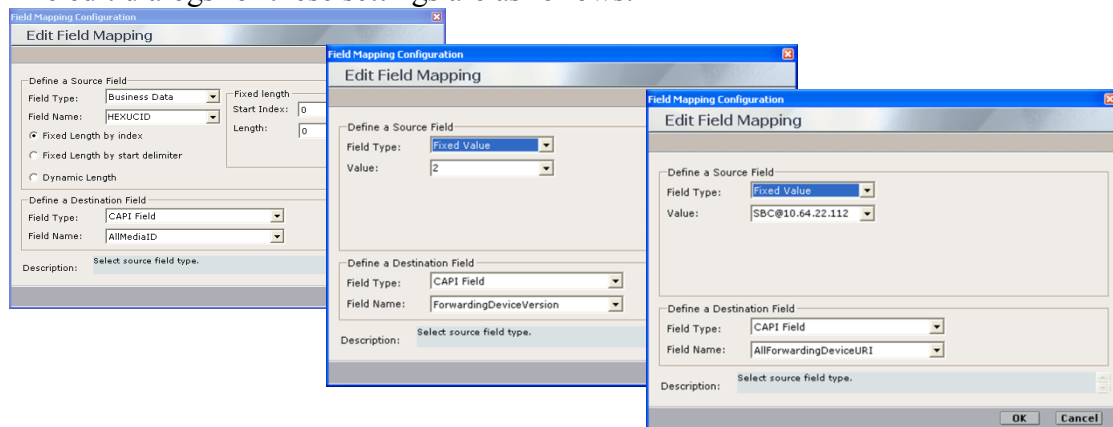 Field Mapping Configuration
Edit Field Mapping
Define a Source Field
Field Type: Business Data
Field Name: HEXUCID
Fixed Length by index
Fixed Length by start delimiter
Dynamic Length
Fixed length
Start Index: 0
Length: 0
Define a Destination Field
Field Type: CAPI Field
Field Name: AllMediaID
Description: Select source field type.
Field Mapping Configuration
Edit Field Mapping
Define a Source Field
Field Type: Fixed Value
Value: 2
Define a Destination Field
Field Type: CAPI Field
Field Name: ForwardingDeviceVersion
Description: Select source field type.
Field Mapping Configuration
Edit Field Mapping
Define a Source Field
Field Type: Fixed Value
Value: SBC@10.64.22.112
Define a Destination Field
Field Type: CAPI Field
Field Name: AllForwardingDeviceURI
Description: Select source field type.
OK Cancel